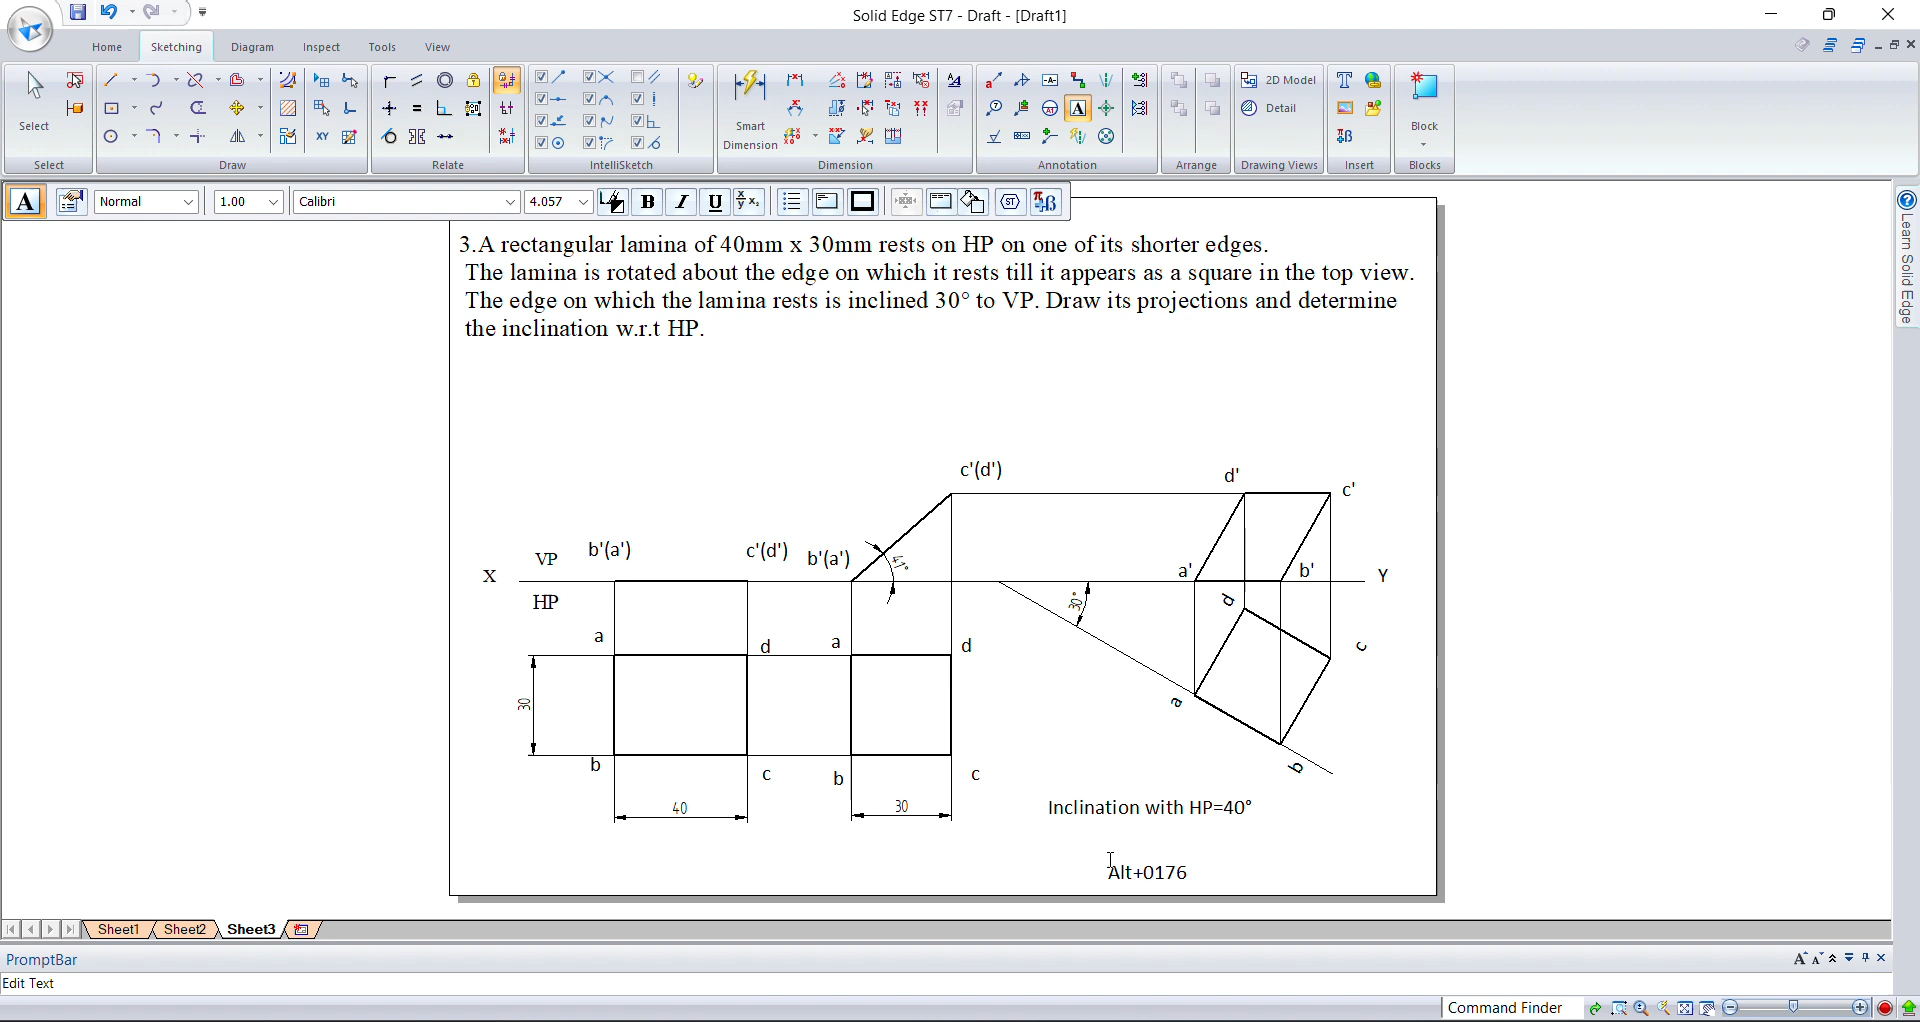 Solid Edge ST7 - Draft - [Draft1]
Home Sketching Diagram Inspect Tools View
Select
Smart Dimension
2D Model
Detail
Block
Select Draw Relate IntelliSketch Dimension Annotation Arrange Drawing Views Insert Blocks
A Normal 1.00 Calibri 4.057 B I U
Learn Solid Edge
3.A rectangular lamina of 40mm x 30mm rests on HP on one of its shorter edges.
The lamina is rotated about the edge on which it rests till it appears as a square in the top view.
The edge on which the lamina rests is inclined 30° to VP. Draw its projections and determine
the inclination w.r.t HP.
c'(d') d' c'
VP b'(a') c'(d') b'(a') 41° a' b'
X Y
HP 30° d
a d a d c
30 a
b c b c b
40 30 Inclination with HP=40°
Alt+0176
Sheet1 Sheet2 Sheet3
PromptBar
Edit Text
Command Finder